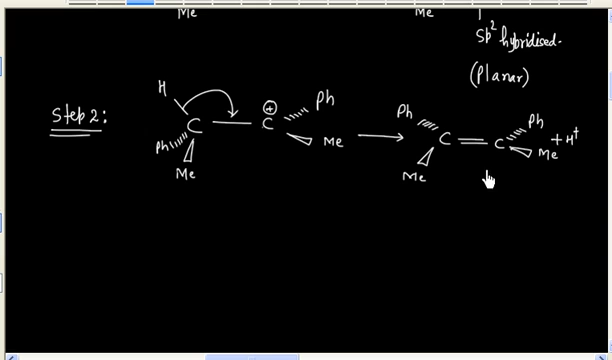 Me Me
sp² hybridised.
(Planar)
Step 2:
H
C C ⊕ Ph Ph C C Ph
Ph Me Me + H⁺
Me Me